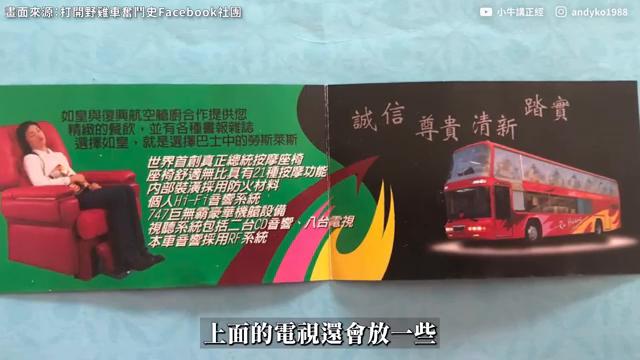 畫面來源:打開野雞車奮鬥史Facebook社團
小牛講正經
andyko1988
如皇與復興航空艙廚合作提供您
精緻的餐飲，並有各種書報雜誌
選擇如皇，就是選擇巴士中的勞斯萊斯
世界首創真正總統按摩座椅
座椅舒適無比具有21種按摩功能
內部裝潢採用防火材料
個人Hi-Fi音響系統
747巨無霸豪華機艙設備
視聽系統包括二台CD音響、八台電視
本車音響採用RF系統
誠信
尊貴
清新
踏實
上面的電視還會放一些